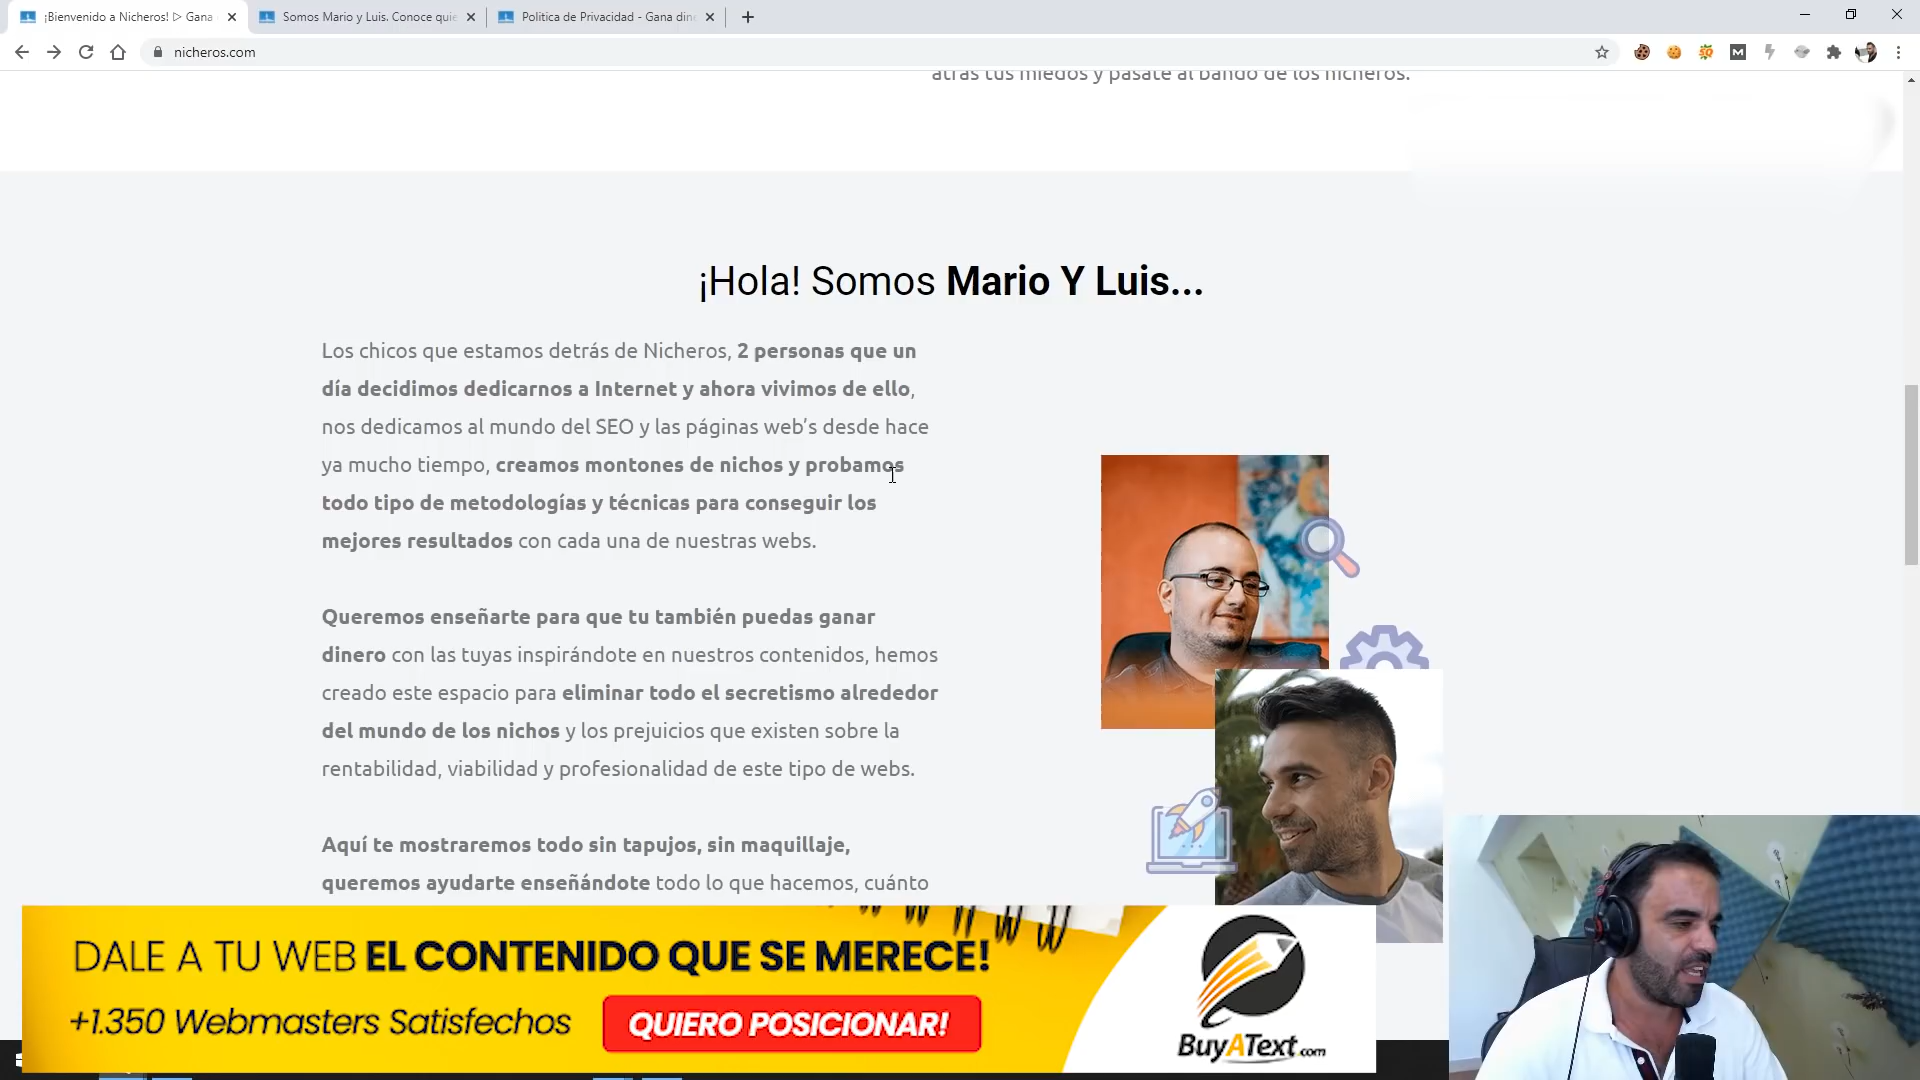 ¡Bienvenido a Nicheros! ▷ Gana
Somos Mario y Luis. Conoce quie
Politica de Privacidad - Gana din
nicheros.com
atrás tus miedos y pásate al bando de los nicheros.
¡Hola! Somos Mario Y Luis...
Los chicos que estamos detrás de Nicheros, 2 personas que un
día decidimos dedicarnos a Internet y ahora vivimos de ello,
nos dedicamos al mundo del SEO y las páginas web’s desde hace
ya mucho tiempo, creamos montones de nichos y probamos
todo tipo de metodologías y técnicas para conseguir los
mejores resultados con cada una de nuestras webs.
Queremos enseñarte para que tu también puedas ganar
dinero con las tuyas inspirándote en nuestros contenidos, hemos
creado este espacio para eliminar todo el secretismo alrededor
del mundo de los nichos y los prejuicios que existen sobre la
rentabilidad, viabilidad y profesionalidad de este tipo de webs.
Aquí te mostraremos todo sin tapujos, sin maquillaje,
queremos ayudarte enseñándote todo lo que hacemos, cuánto
DALE A TU WEB EL CONTENIDO QUE SE MERECE!
+1.350 Webmasters Satisfechos
QUIERO POSICIONAR!
BuyAText.com